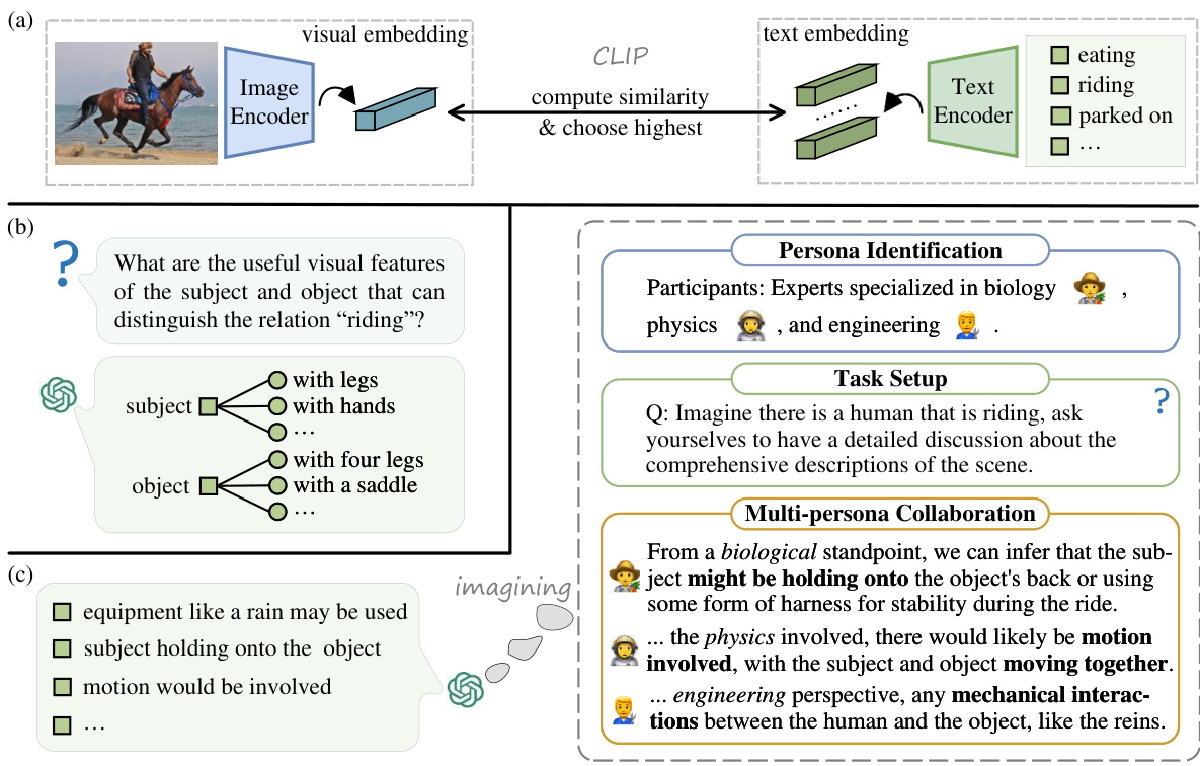 (a)
visual embedding
Image
Encoder
CLIP
compute similarity
& choose highest
text embedding
Text
Encoder
eating
riding
parked on
...
(b)
?
What are the useful visual features
of the subject and object that can
distinguish the relation “riding”?
subject
with legs
with hands
...
object
with four legs
with a saddle
...
(c)
equipment like a rain may be used
subject holding onto the object
motion would be involved
...
imagining
Persona Identification
Participants: Experts specialized in biology ,
physics , and engineering .
Task Setup
?
Q: Imagine there is a human that is riding, ask
yourselves to have a detailed discussion about the
comprehensive descriptions of the scene.
Multi-persona Collaboration
From a biological standpoint, we can infer that the sub-
ject might be holding onto the object's back or using
some form of harness for stability during the ride.
... the physics involved, there would likely be motion
involved, with the subject and object moving together.
... engineering perspective, any mechanical interac-
tions between the human and the object, like the reins.